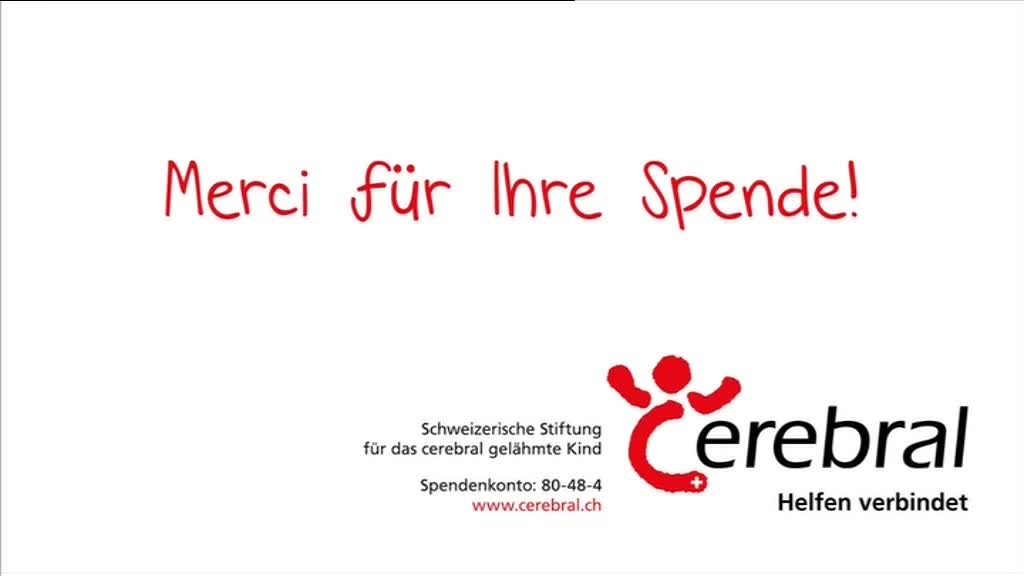 Merci für Ihre Spende!
Schweizerische Stiftung
für das cerebral gelähmte Kind
Spendenkonto: 80-48-4
www.cerebral.ch
cerebral
Helfen verbindet